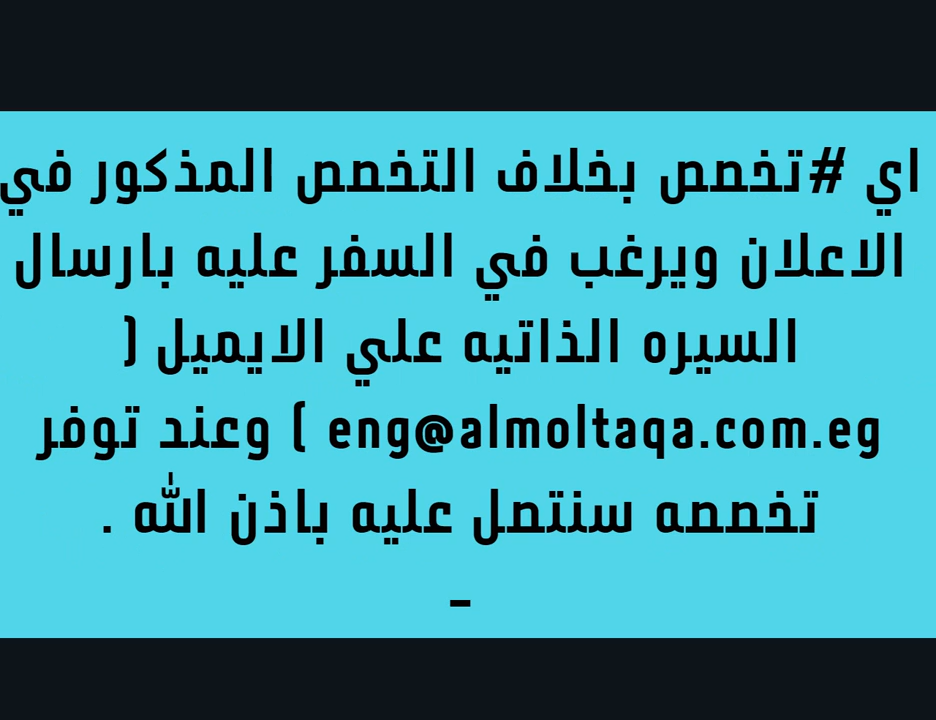 اي #تخصص بخلاف التخصص المذكور في
الاعلان ويرغب في السفر عليه بارسال
السيره الذاتيه علي الايميل (
eng@almoltaqa.com.eg ) وعند توفر
تخصصه سنتصل عليه باذن الله .
-